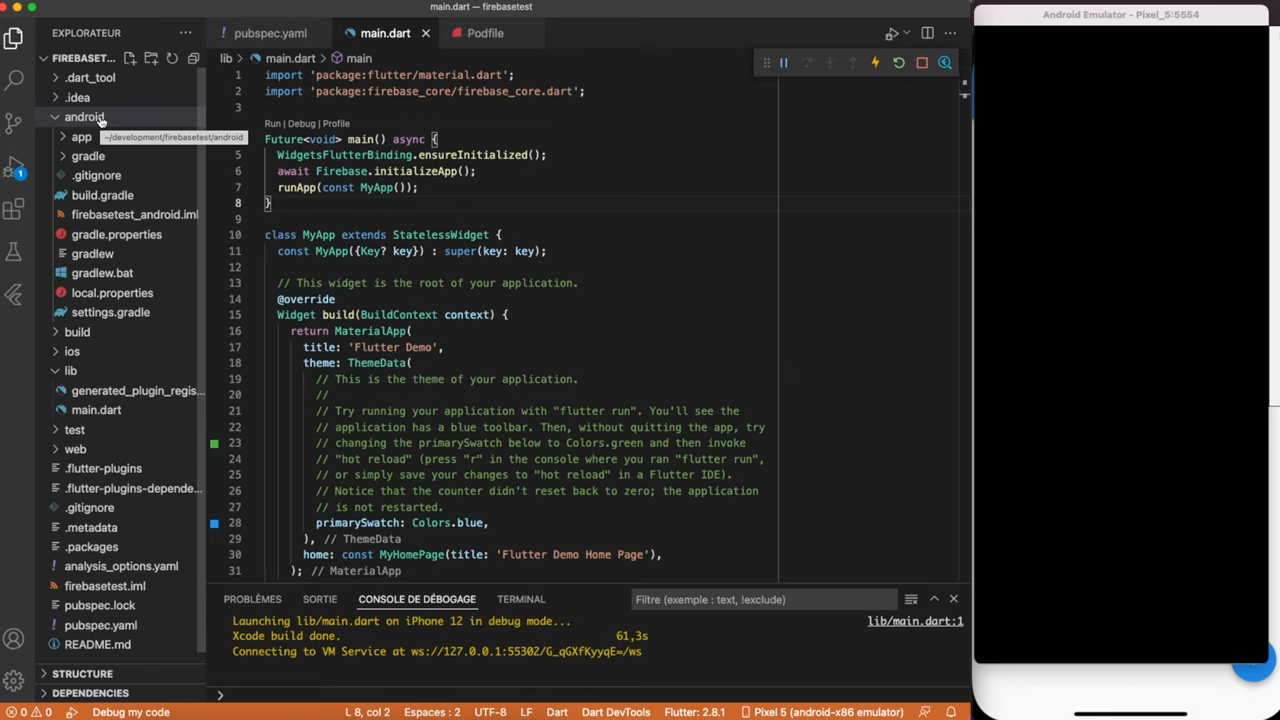 main.dart — firebasetest
Android Emulator - Pixel_5:5554
EXPLORATEUR
pubspec.yaml
main.dart
Podfile
FIREBASET...
lib > main.dart > main
.dart_tool
.idea
android
~/development/firebasetest/android
app
gradle
.gitignore
build.gradle
firebasetest_android.iml
gradle.properties
gradlew
gradlew.bat
local.properties
settings.gradle
build
ios
lib
generated_plugin_regis...
main.dart
test
web
.flutter-plugins
.flutter-plugins-depende...
.gitignore
.metadata
.packages
analysis_options.yaml
firebasetest.iml
pubspec.lock
pubspec.yaml
README.md
STRUCTURE
DEPENDENCIES
1 import 'package:flutter/material.dart';
2 import 'package:firebase_core/firebase_core.dart';
3
Run | Debug | Profile
Future<void> main() async {
5 WidgetsFlutterBinding.ensureInitialized();
6 await Firebase.initializeApp();
7 runApp(const MyApp());
8 }
9
10 class MyApp extends StatelessWidget {
11 const MyApp({Key? key}) : super(key: key);
12
13 // This widget is the root of your application.
14 @override
15 Widget build(BuildContext context) {
16 return MaterialApp(
17 title: 'Flutter Demo',
18 theme: ThemeData(
19 // This is the theme of your application.
20 //
21 // Try running your application with "flutter run". You'll see the
22 // application has a blue toolbar. Then, without quitting the app, try
23 // changing the primarySwatch below to Colors.green and then invoke
24 // "hot reload" (press "r" in the console where you ran "flutter run",
25 // or simply save your changes to "hot reload" in a Flutter IDE).
26 // Notice that the counter didn't reset back to zero; the application
27 // is not restarted.
28 primarySwatch: Colors.blue,
29 ), // ThemeData
30 home: const MyHomePage(title: 'Flutter Demo Home Page'),
31 ); // MaterialApp
PROBLÈMES SORTIE CONSOLE DE DÉBOGAGE TERMINAL Filtre (exemple : text, !exclude)
Launching lib/main.dart on iPhone 12 in debug mode... lib/main.dart:1
Xcode build done. 61,3s
Connecting to VM Service at ws://127.0.0.1:55302/G_qGXfKyyqE=/ws
1
0 0 Debug my code L 8, col 2 Espaces : 2 UTF-8 LF Dart Dart DevTools Flutter: 2.8.1 Pixel 5 (android-x86 emulator)